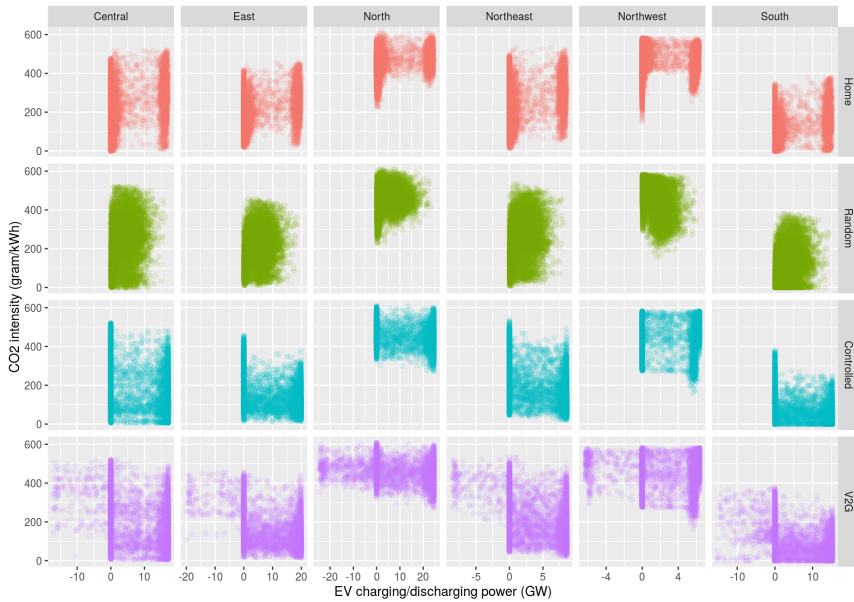 Central East North Northeast Northwest South
600
400
200
0
Home
600
400
200
0
Random
CO2 intensity (gram/kWh)
600
400
200
0
Controlled
600
400
200
0
V2G
-10 0 10 -20 -10 0 10 20 -20 -10 0 10 20 -5 0 5 -4 0 4 -10 0 10
EV charging/discharging power (GW)